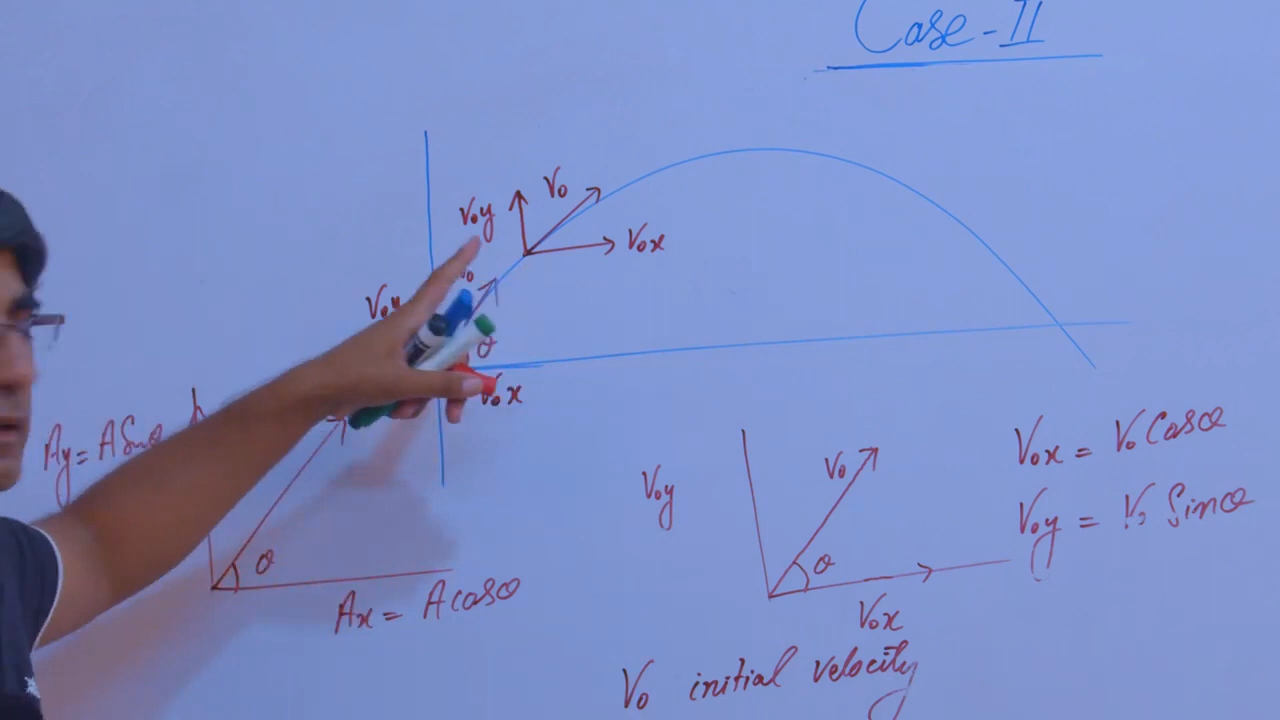 Case-II
V₀
V₀y
V₀x
θ
V₀x
Ay = A Sinθ
θ
Ax = A cosθ
V₀y
V₀
θ
V₀x
V₀x = V₀ Cosθ
V₀y = V₀ Sinθ
V₀ initial velocity